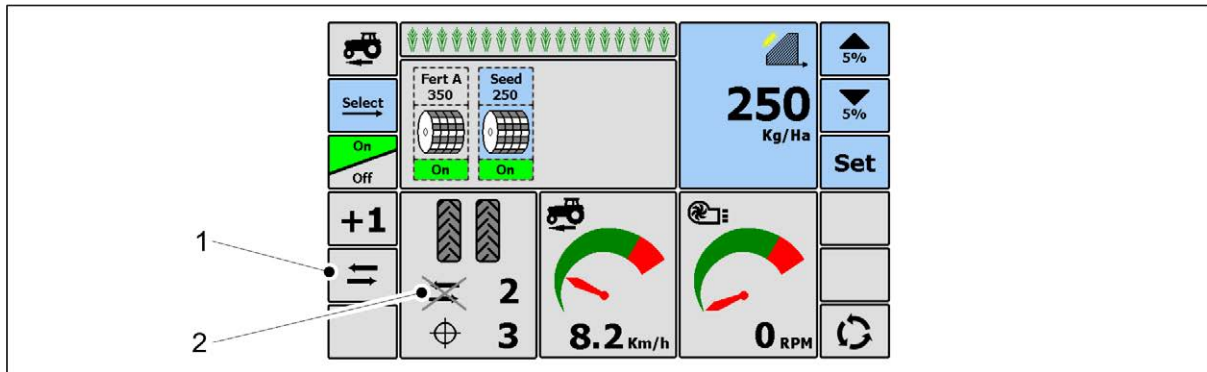 Fert A
350
On
Seed
250
On
250
Kg/Ha
5%
Select
5%
On
Off
Set
+1
1
2
2
3
8.2 Km/h
0 RPM